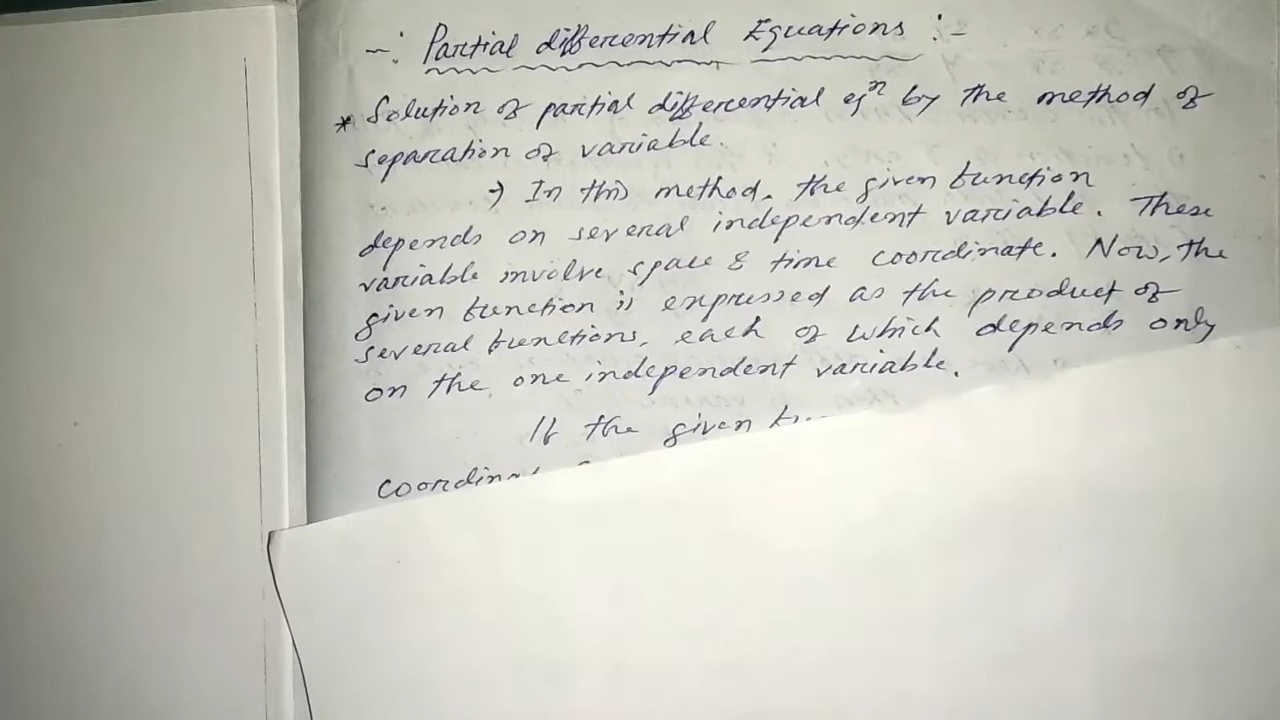 ~: Partial differential Equations :-
* Solution of partial differential eqⁿ by the method of
separation of variable.
→ In this method, the given function
depends on several independent variable. These
variable involve space & time coordinate. Now, the
given function is expressed as the product of
several functions, each of which depends only
on the one independent variable.
If the given